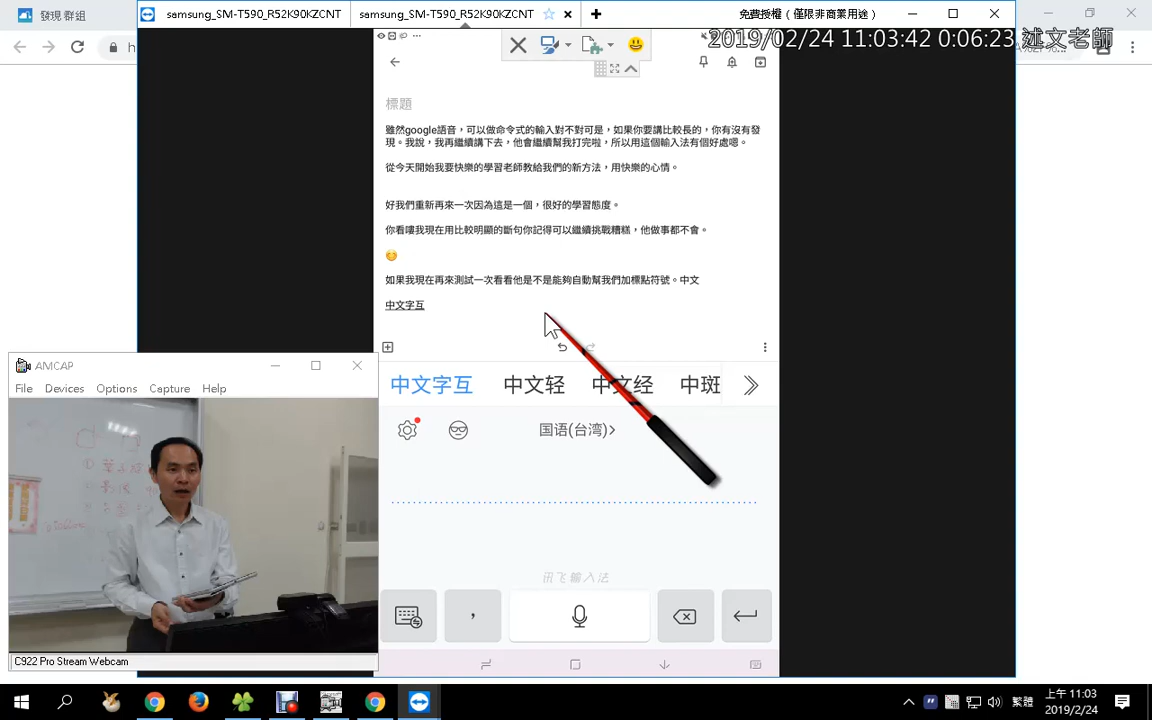 發現 群組
samsung_SM-T590_R52K90KZCNT
samsung_SM-T590_R52K90KZCNT
免費授權（僅限非商業用途）
2019/02/24 11:03:42 0:06:23 述文老師
標題
雖然google語音，可以做命令式的輸入對不對可是，如果你要講比較長的，你有沒有發
現。我說，我再繼續講下去，他會繼續幫我打完啦，所以用這個輸入法有個好處嗯。
從今天開始我要快樂的學習老師教給我們的新方法，用快樂的心情。
好我們重新再來一次因為這是一個，很好的學習態度。
你看嘍我現在用比較明顯的斷句你記得可以繼續挑戰糟糕，他做事都不會。
如果我現在再來測試一次看看他是不是能夠自動幫我們加標點符號。中文
中文字互
中文字互 中文轻 中文经 中斑
国语(台湾)
讯飞输入法
，
AMCAP
File Devices Options Capture Help
C922 Pro Stream Webcam
繁體
上午 11:03
2019/2/24